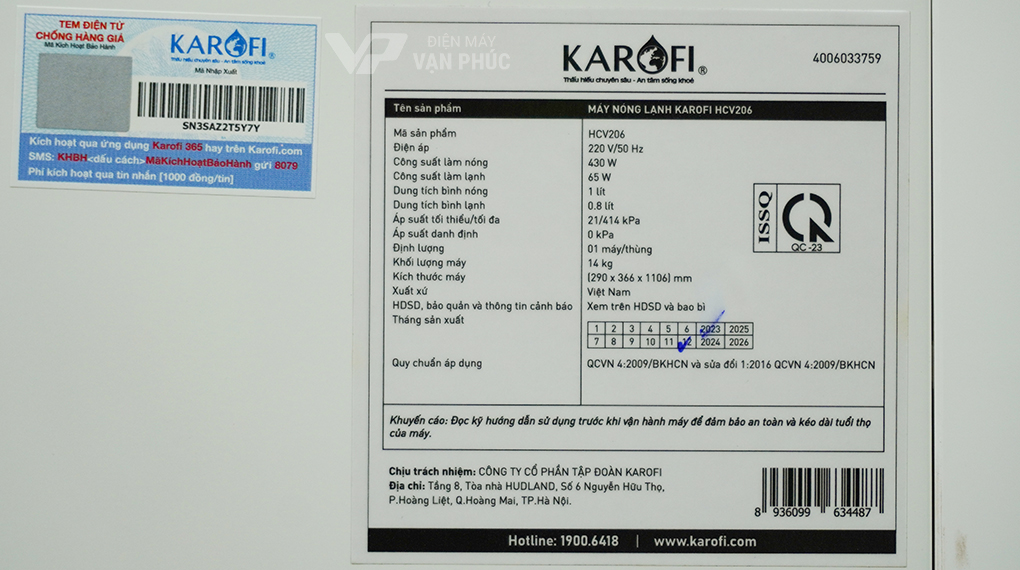 TEM ĐIỆN TỬ
CHỐNG HÀNG GIẢ
Mã Kích Hoạt Bảo Hành
KAROFI®
Thấu hiểu chuyên sâu - An tâm sống khoẻ
Mã Nhập Xuất
SN3SAZ2T5Y7Y
Kích hoạt qua ứng dụng Karofi 365 hay trên Karofi.com
SMS: KHBH<dấu cách>MãKíchHoạtBảoHành gửi 8079
Phí kích hoạt qua tin nhắn [1000 đồng/tin]
VP ĐIỆN MÁY
VẠN PHÚC
KAROFI®
Thấu hiểu chuyên sâu - An tâm sống khoẻ
4006033759
Tên sản phẩm MÁY NÓNG LẠNH KAROFI HCV206
Mã sản phẩm HCV206
Điện áp 220 V/50 Hz
Công suất làm nóng 430 W
Công suất làm lạnh 65 W
Dung tích bình nóng 1 lít
Dung tích bình lạnh 0.8 lít
Áp suất tối thiểu/tối đa 21/414 kPa
Áp suất danh định 0 kPa
Định lượng 01 máy/thùng
Khối lượng máy 14 kg
Kích thước máy (290 x 366 x 1106) mm
Xuất xứ Việt Nam
HDSD, bảo quản và thông tin cảnh báo Xem trên HDSD và bao bì
Tháng sản xuất
1 2 3 4 5 6 2023 2025
7 8 9 10 11 12 2024 2026
Quy chuẩn áp dụng QCVN 4:2009/BKHCN và sửa đổi 1:2016 QCVN 4:2009/BKHCN
ISSQ
QC -23
Khuyến cáo: Đọc kỹ hướng dẫn sử dụng trước khi vận hành máy để đảm bảo an toàn và kéo dài tuổi thọ
của máy.
Chịu trách nhiệm: CÔNG TY CỔ PHẦN TẬP ĐOÀN KAROFI
Địa chỉ: Tầng 8, Tòa nhà HUDLAND, Số 6 Nguyễn Hữu Thọ,
P.Hoàng Liệt, Q.Hoàng Mai, TP.Hà Nội.
8 936099 634487
Hotline: 1900.6418 | www.karofi.com